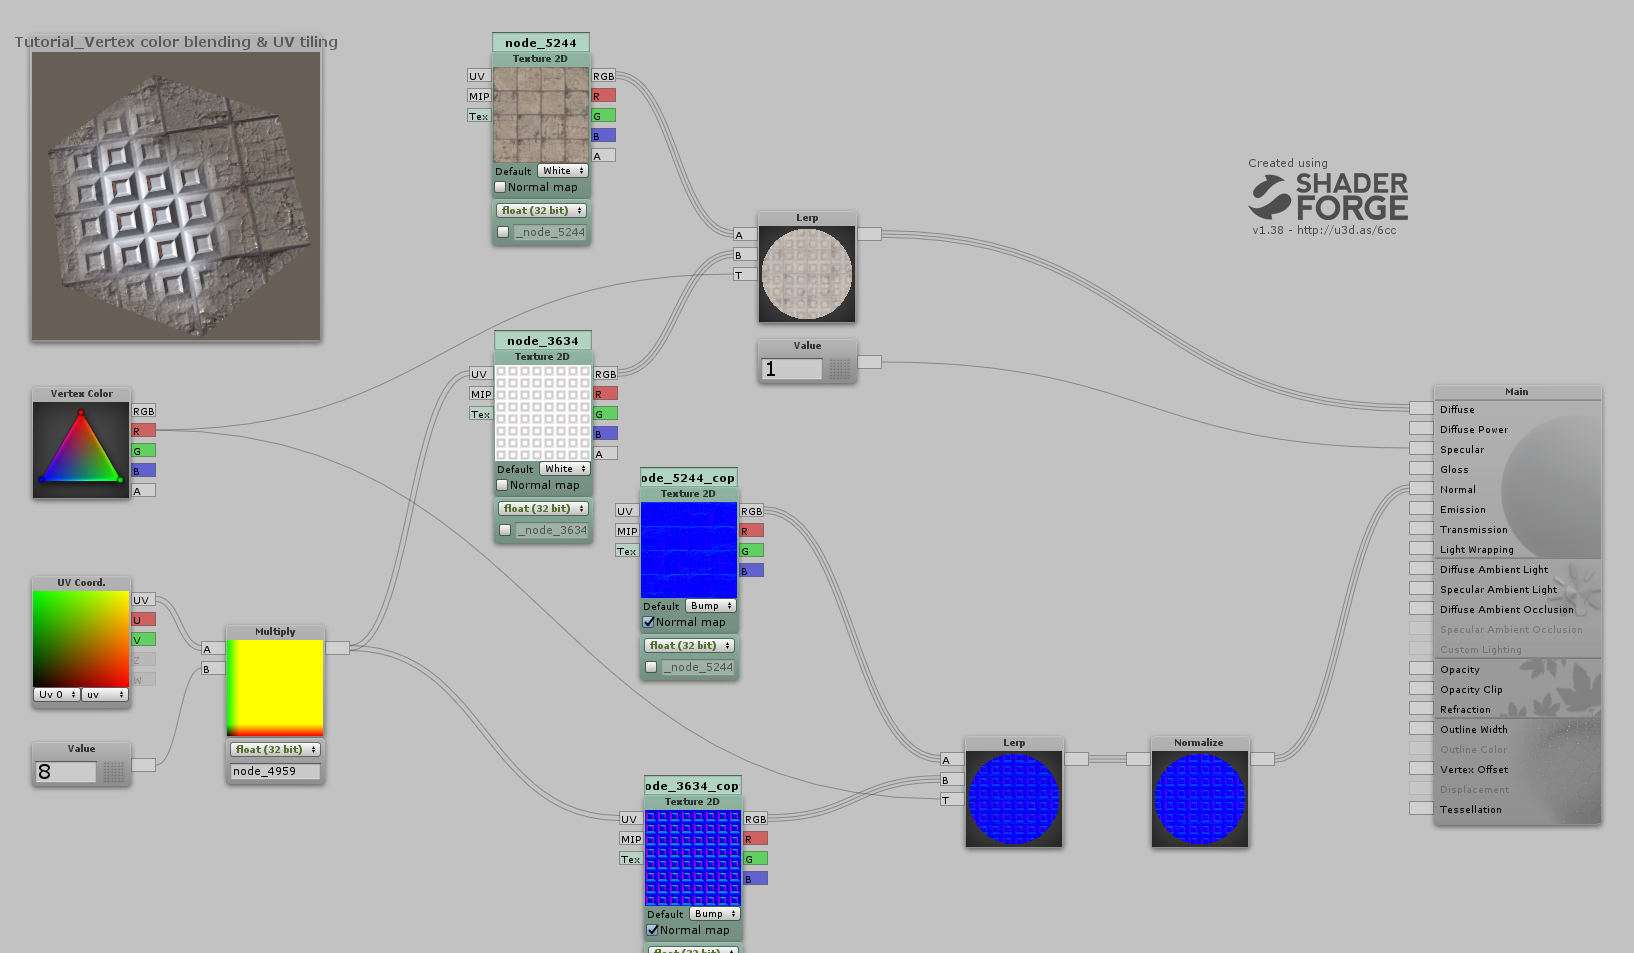 Tutorial_Vertex color blending & UV tiling
node_5244
Texture 2D
UV
RGB
MIP
R
Tex
G
B
A
Default
White
Normal map
float (32 bit)
_node_5244
Lerp
A
B
T
Value
1
Created using
SHADER
FORGE
v1.38 - http://u3d.as/6cc
Vertex Color
RGB
R
G
B
A
node_3634
Texture 2D
UV
RGB
MIP
R
Tex
G
B
A
Default
White
Normal map
float (32 bit)
_node_3634
ode_5244_cop
Texture 2D
UV
RGB
MIP
R
Tex
G
B
Default
Bump
Normal map
float (32 bit)
_node_5244
UV Coord.
UV
U
V
Z
W
Uv 0
uv
Value
8
Multiply
A
B
float (32 bit)
node_4959
ode_3634_cop
Texture 2D
UV
RGB
MIP
R
Tex
G
B
Default
Bump
Normal map
float (32 bit)
Lerp
A
B
T
Normalize
Main
Diffuse
Diffuse Power
Specular
Gloss
Normal
Emission
Transmission
Light Wrapping
Diffuse Ambient Light
Specular Ambient Light
Diffuse Ambient Occlusion
Specular Ambient Occlusion
Custom Lighting
Opacity
Opacity Clip
Refraction
Outline Width
Outline Color
Vertex Offset
Displacement
Tessellation